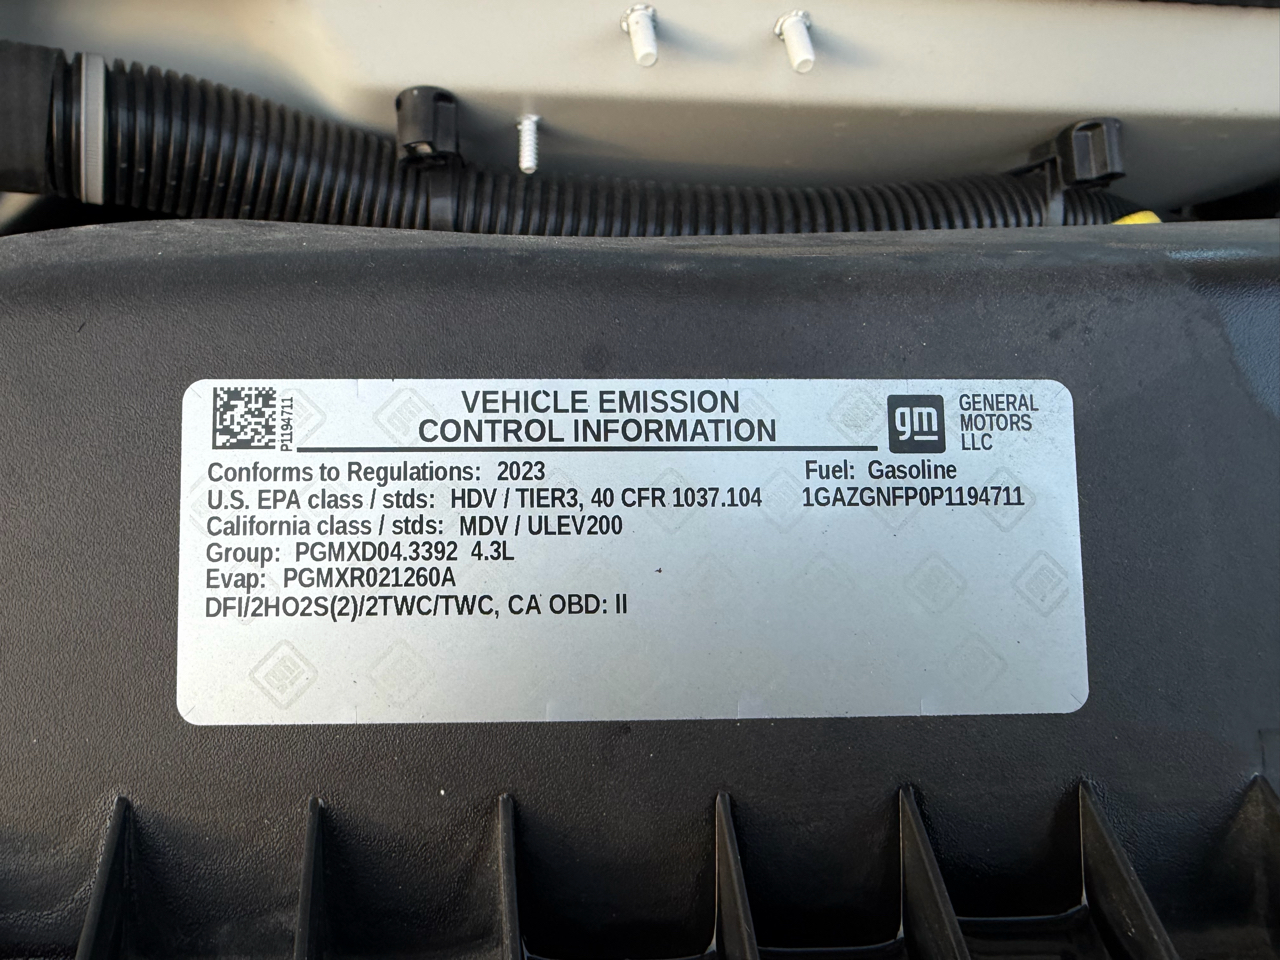 P1194711
VEHICLE EMISSION
CONTROL INFORMATION
gm
GENERAL
MOTORS
LLC
Conforms to Regulations: 2023
Fuel: Gasoline
U.S. EPA class / stds: HDV / TIER3, 40 CFR 1037.104
1GAZGNFP0P1194711
California class / stds: MDV / ULEV200
Group: PGMXD04.3392 4.3L
Evap: PGMXR021260A
DFI/2HO2S(2)/2TWC/TWC, CA OBD: II